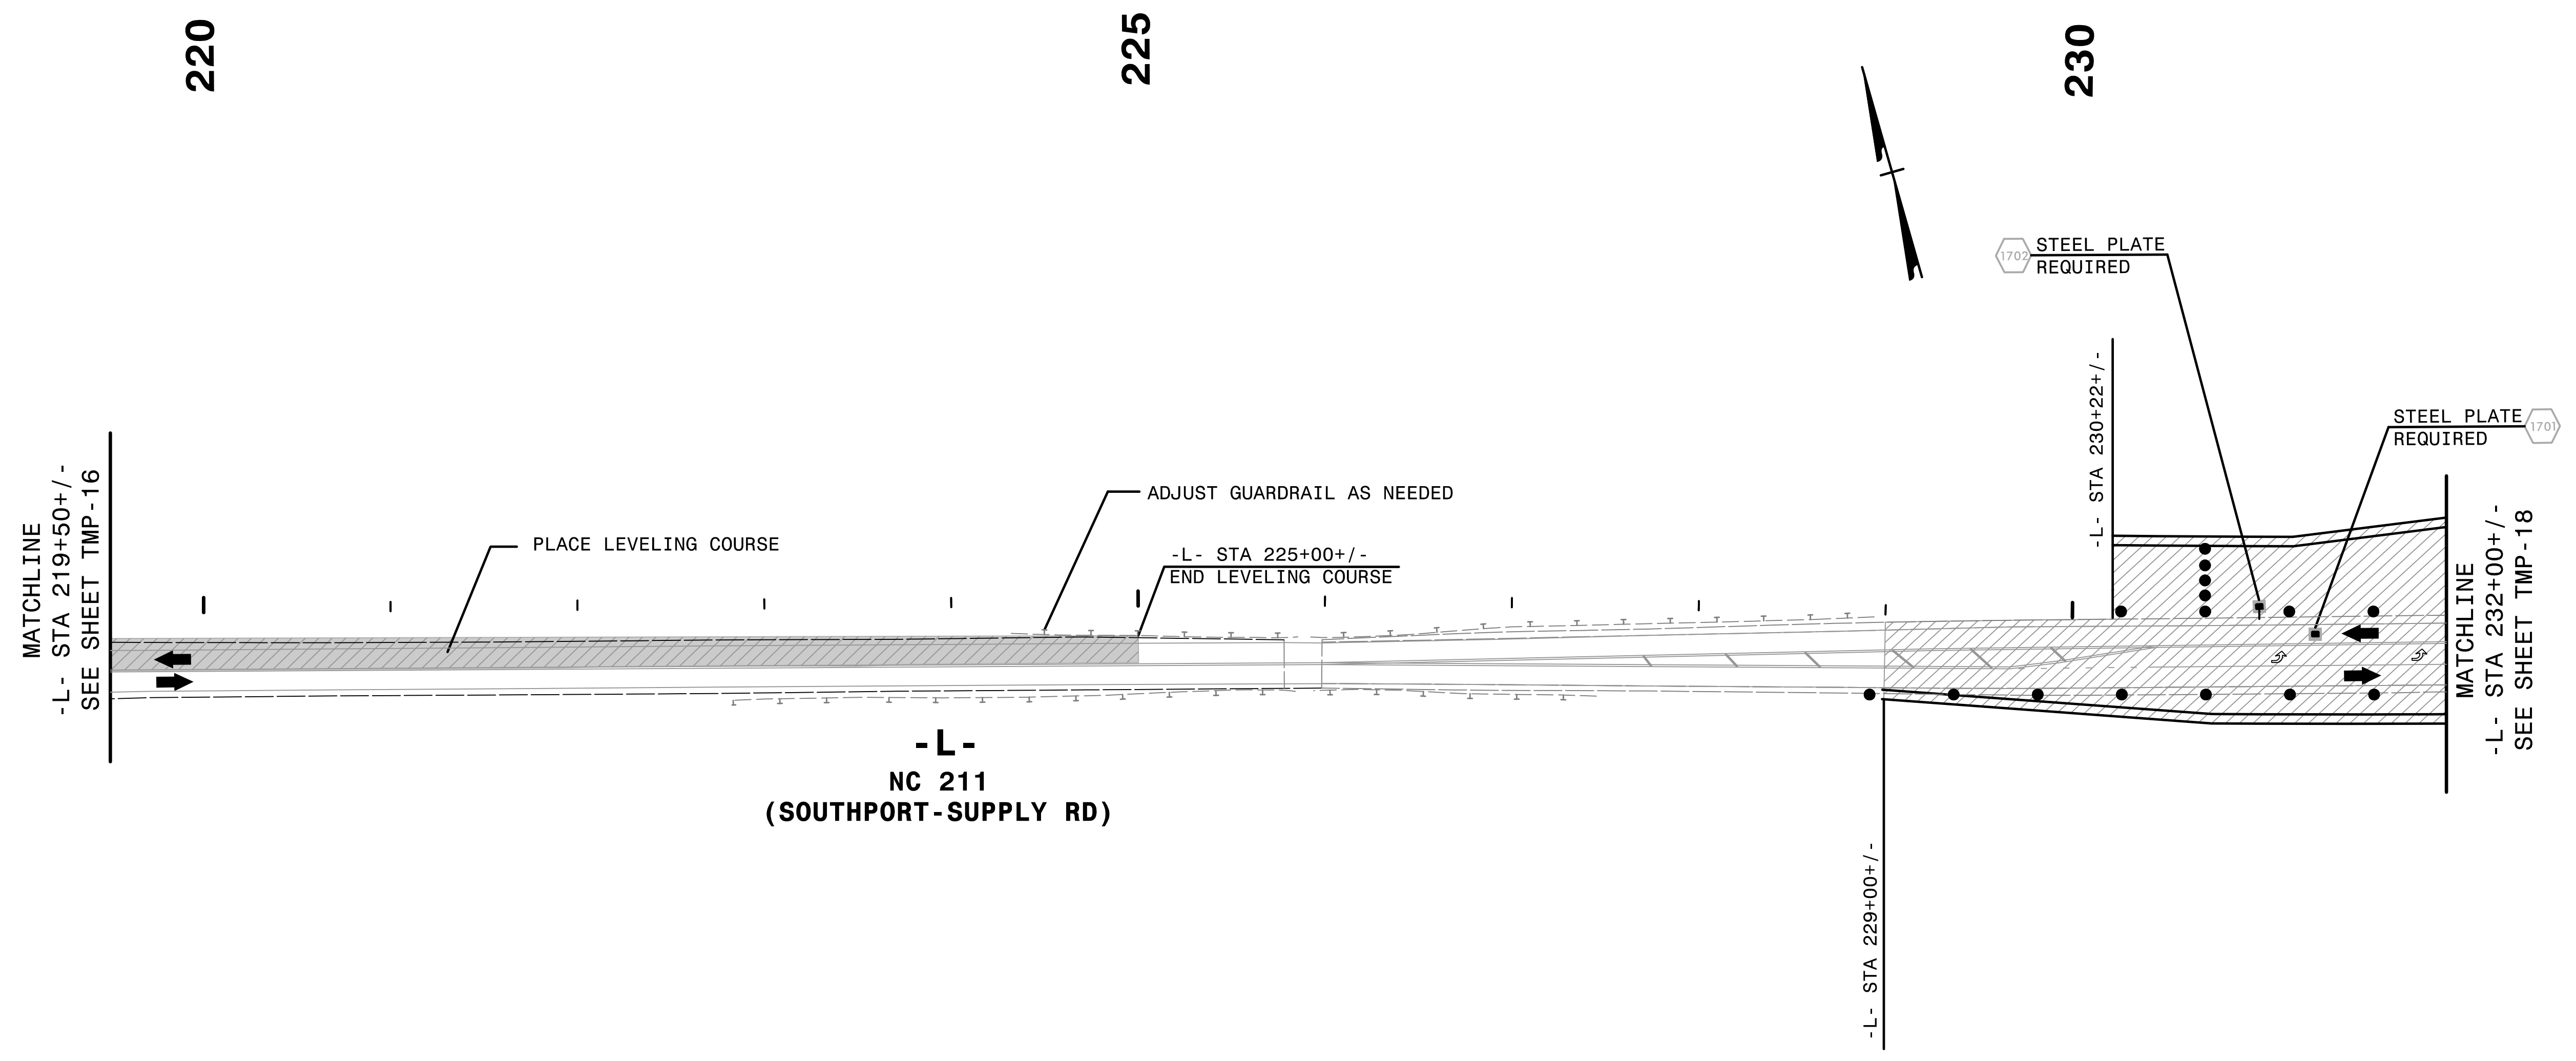 220
225
230
1702
STEEL PLATE
REQUIRED
STEEL PLATE
REQUIRED
1701
-L- STA 230+22+/-
MATCHLINE
-L- STA 219+50+/-
SEE SHEET TMP-16
PLACE LEVELING COURSE
ADJUST GUARDRAIL AS NEEDED
-L- STA 225+00+/-
END LEVELING COURSE
MATCHLINE
-L- STA 232+00+/-
SEE SHEET TMP-18
-L-
NC 211
(SOUTHPORT-SUPPLY RD)
-L- STA 229+00+/-